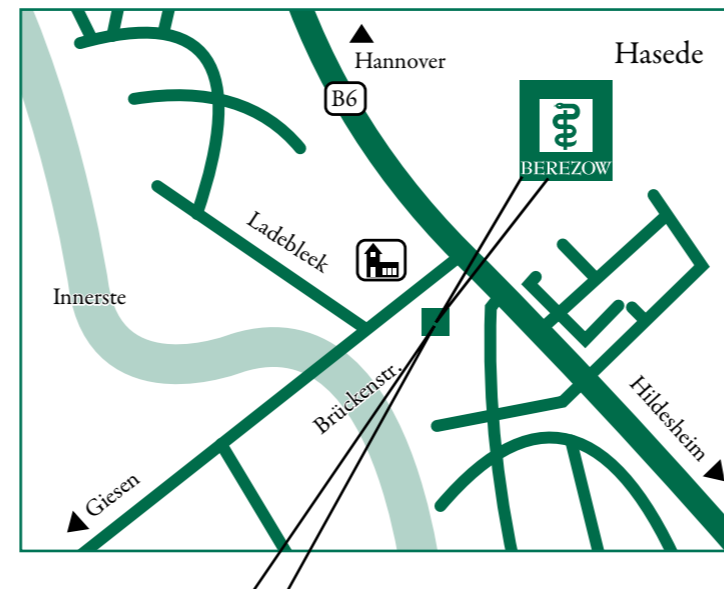 Hasede
Hannover
B6
BEREZOW
Ladebleek
Innerste
Brückenstr.
Hildesheim
Giesen